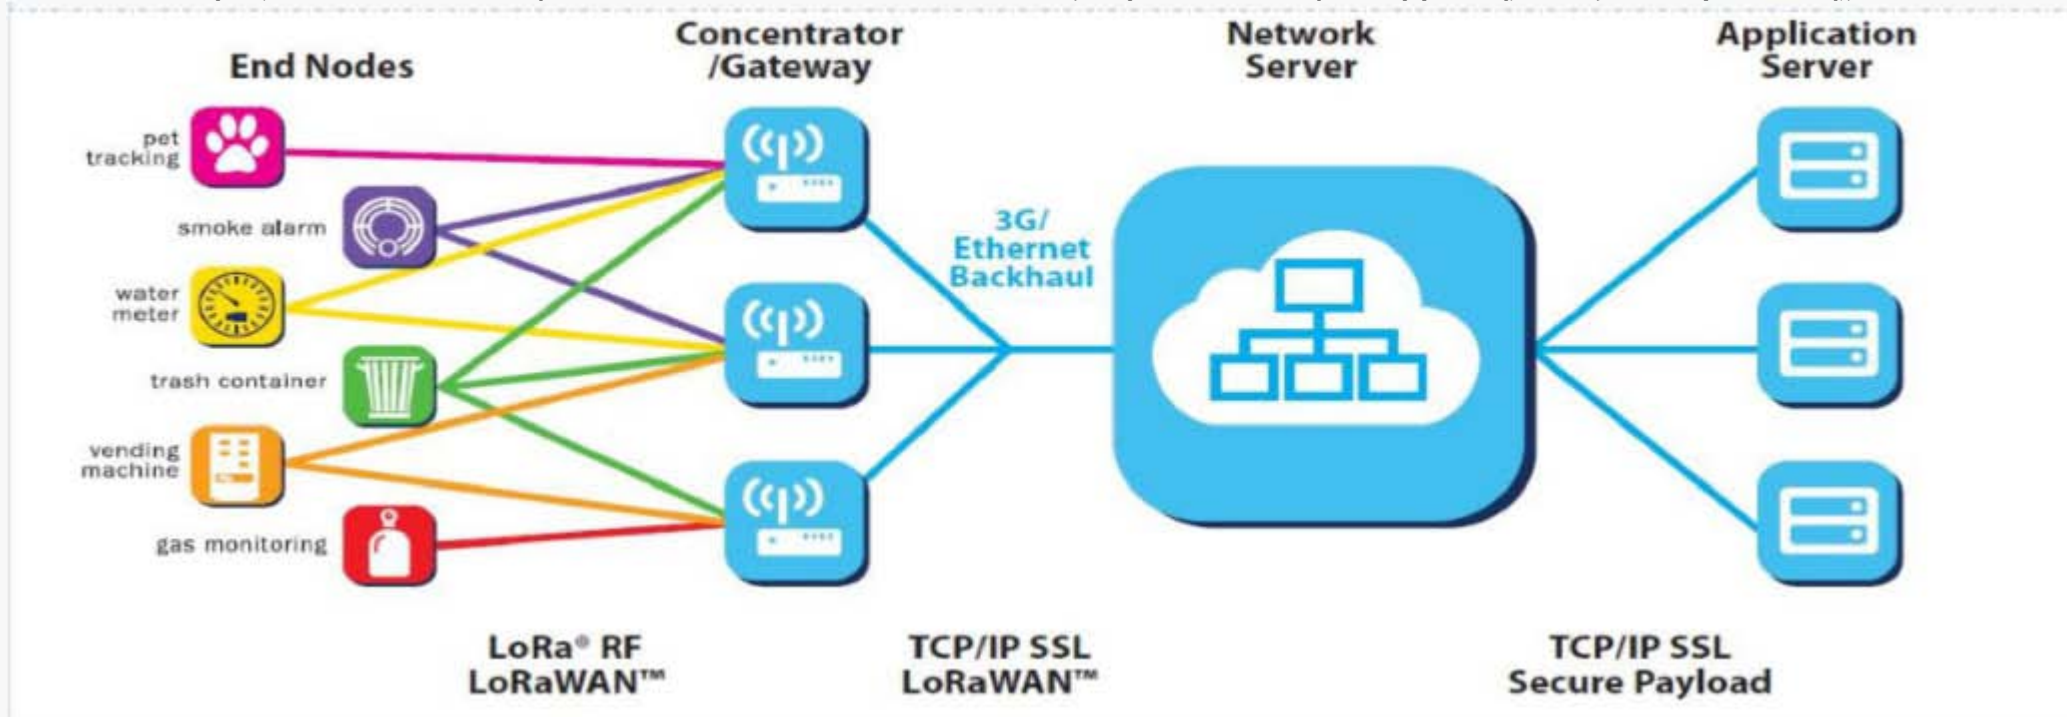 End Nodes
Concentrator
/Gateway
Network
Server
Application
Server
pet
tracking
smoke alarm
water
meter
trash container
vending
machine
gas monitoring
3G/
Ethernet
Backhaul
LoRa® RF
LoRaWAN™
TCP/IP SSL
LoRaWAN™
TCP/IP SSL
Secure Payload